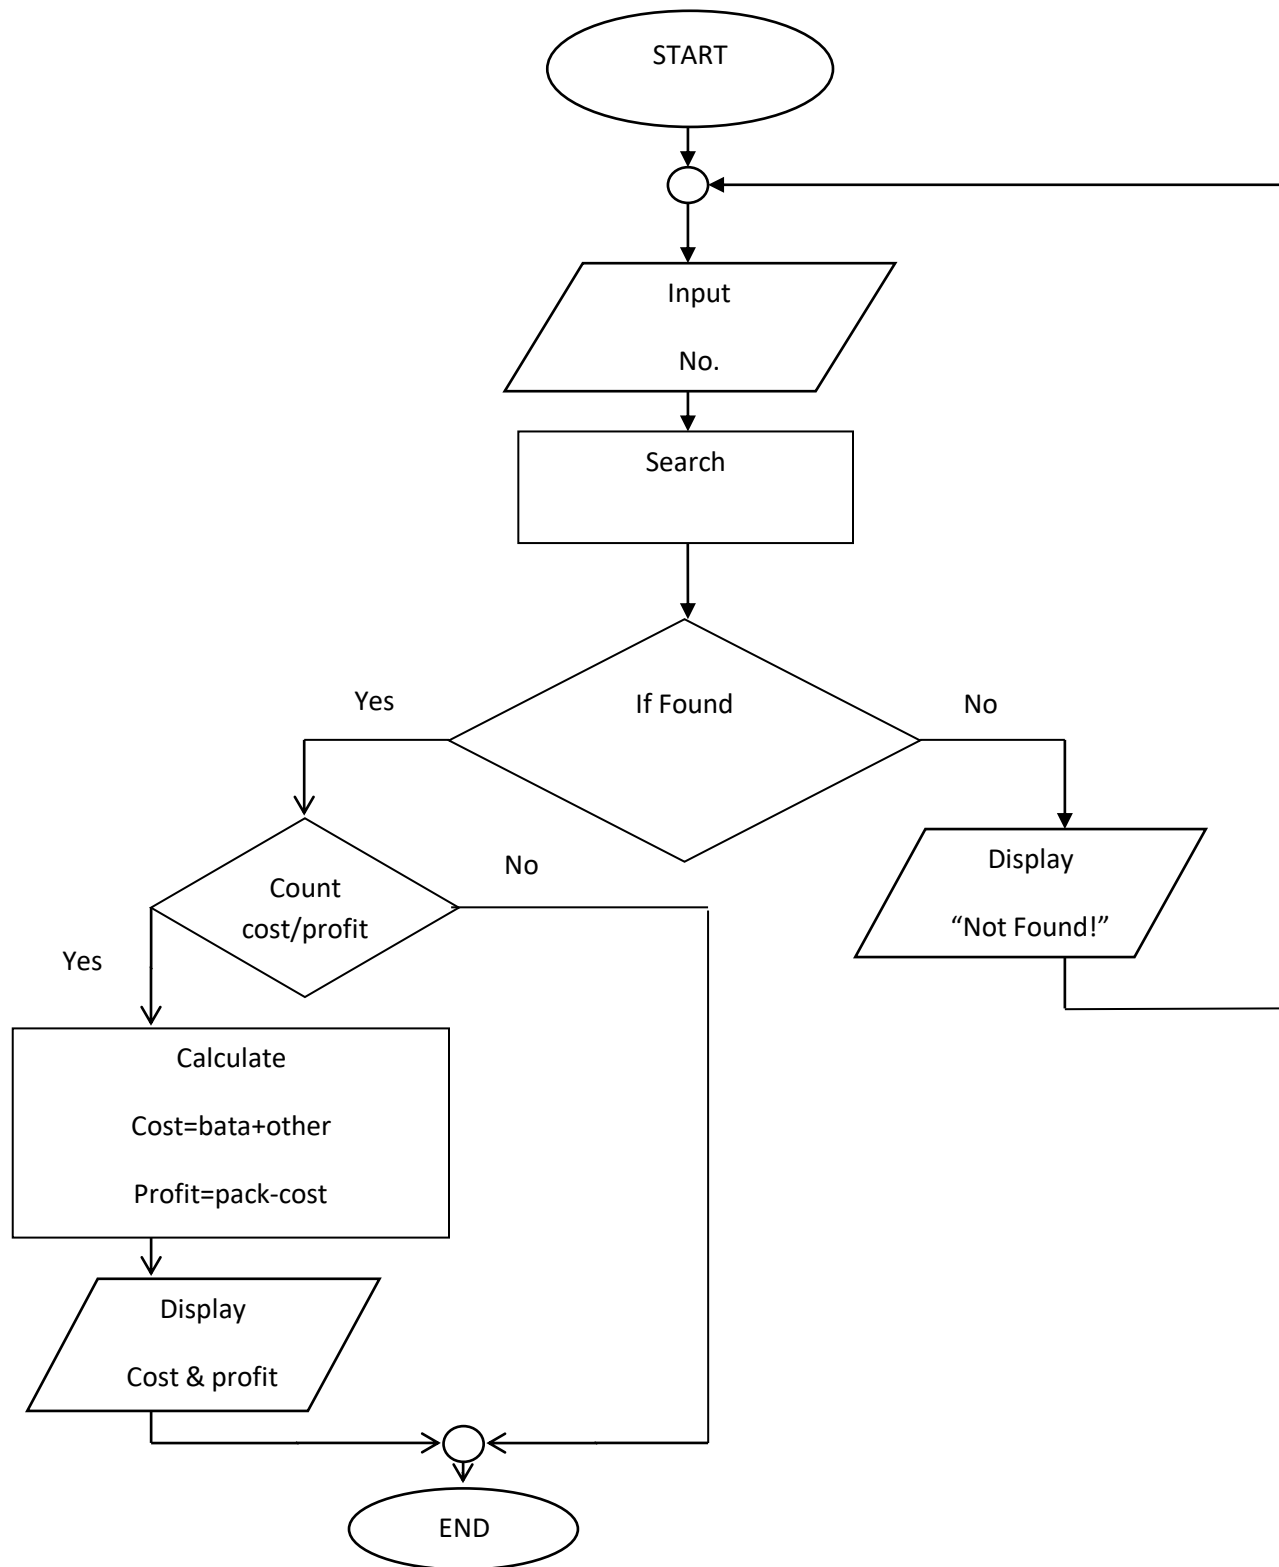 START
Input
No.
Search
If Found
Yes
No
Display
“Not Found!”
Count
cost/profit
No
Yes
Calculate
Cost=bata+other
Profit=pack-cost
Display
Cost & profit
END